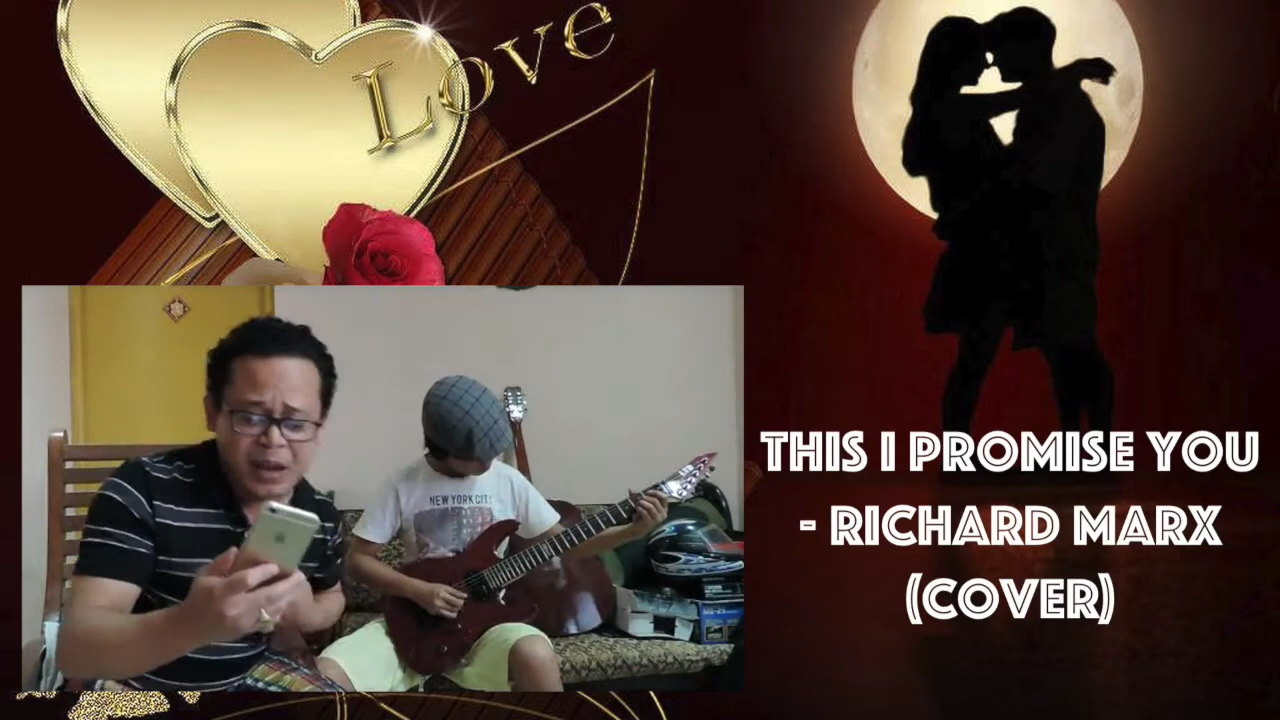 Love
NEW YORK CITY
THIS I PROMISE YOU
- RICHARD MARX
(COVER)